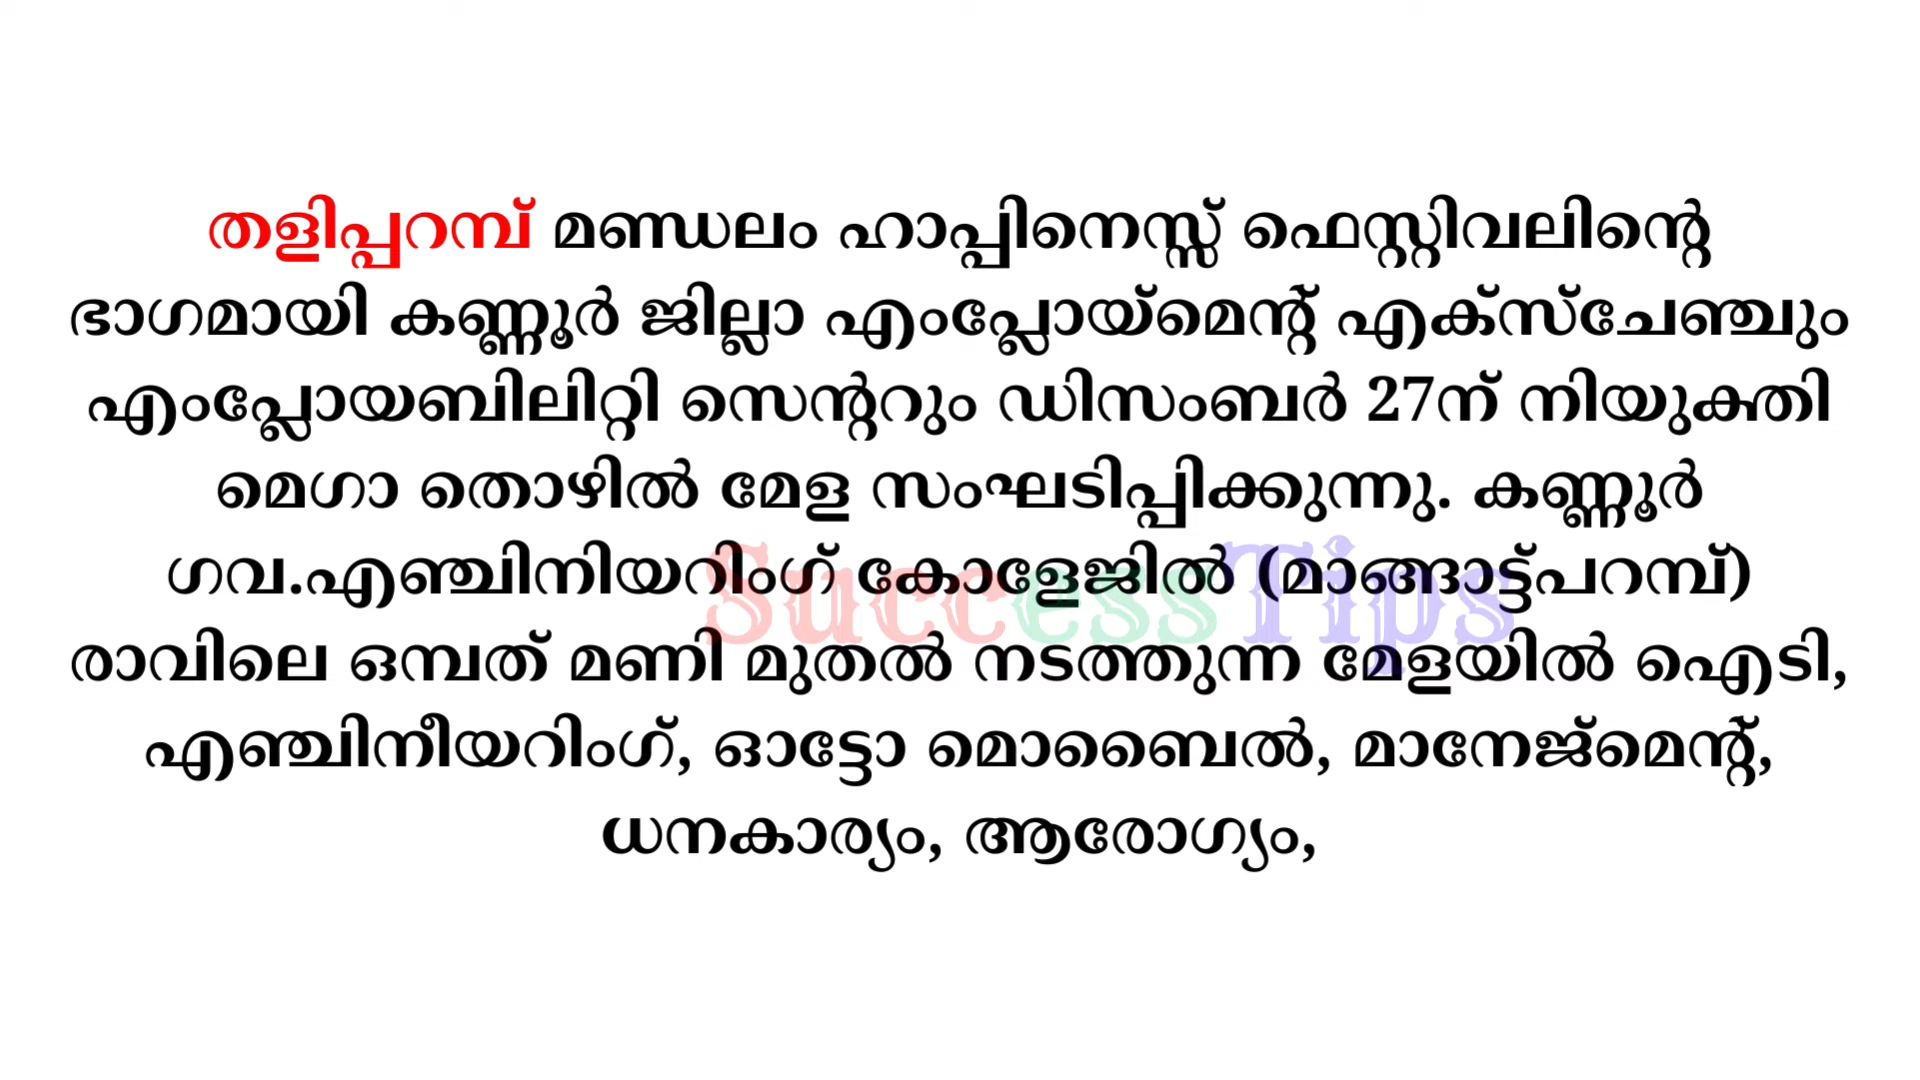 തളിപ്പറമ്പ് മണ്ഡലം ഹാപ്പിനെസ്സ് ഫെസ്റ്റിവലിന്റെ
ഭാഗമായി കണ്ണൂർ ജില്ലാ എംപ്ലോയ്മെന്റ് എക്സ്ചേഞ്ചും
എംപ്ലോയബിലിറ്റി സെന്ററും ഡിസംബർ 27ന് നിയുക്തി
മെഗാ തൊഴിൽ മേള സംഘടിപ്പിക്കുന്നു. കണ്ണൂർ
ഗവ.എഞ്ചിനിയറിംഗ് കോളേജിൽ (മാങ്ങാട്ട്പറമ്പ്)
SuccessTips
രാവിലെ ഒമ്പത് മണി മുതൽ നടത്തുന്ന മേളയിൽ ഐടി,
എഞ്ചിനീയറിംഗ്, ഓട്ടോ മൊബൈൽ, മാനേജ്മെന്റ്,
ധനകാര്യം, ആരോഗ്യം,